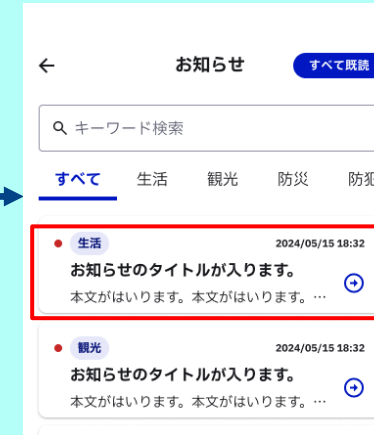 お知らせ すべて既読
キーワード検索
すべて 生活 観光 防災 防犯
生活 2024/05/15 18:32
お知らせのタイトルが入ります。
本文がはいります。本文がはいります。…
観光 2024/05/15 18:32
お知らせのタイトルが入ります。
本文がはいります。本文がはいります。…